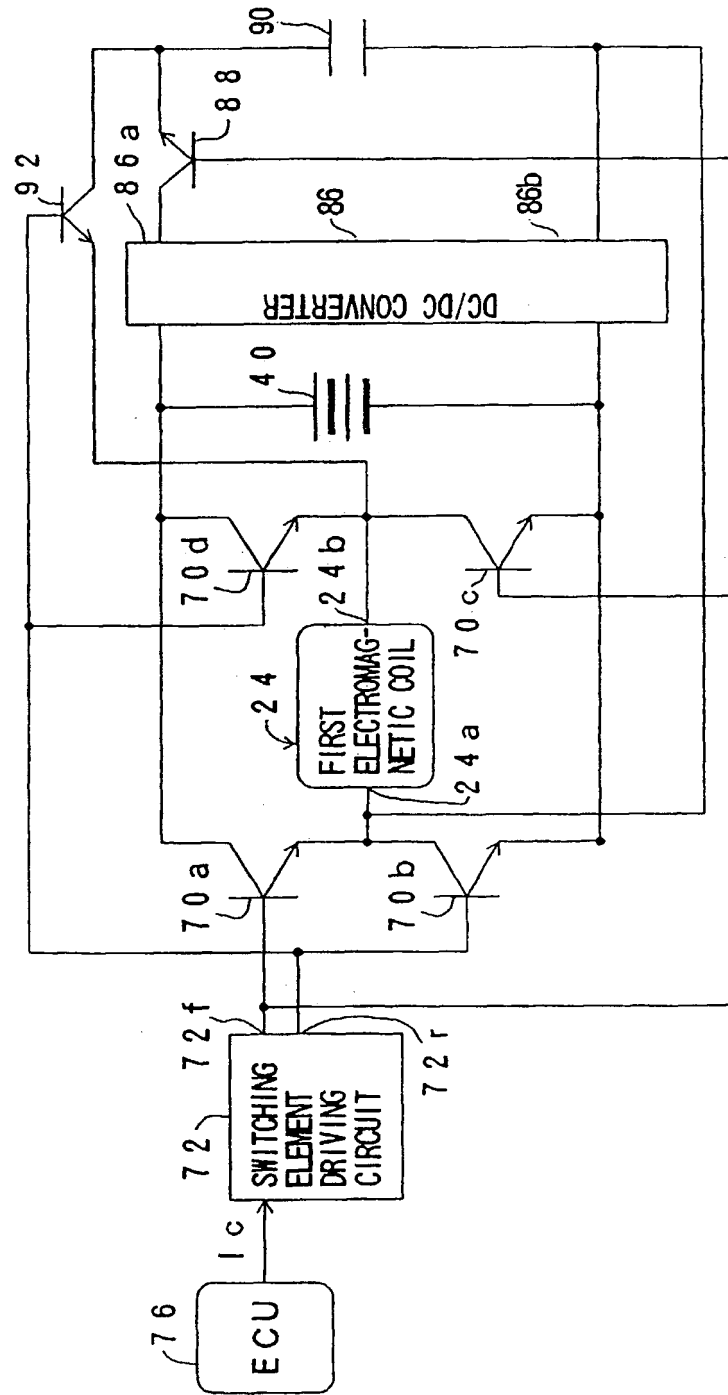 76
ECU
Ic
72
SWITCHING
ELEMENT
DRIVING
CIRCUIT
72f
72r
70a
70b
24
FIRST
ELECTROMAG-
NETIC COIL
24a
24b
70d
70c
40
DC/DC CONVERTER
86a
86
86b
92
88
90